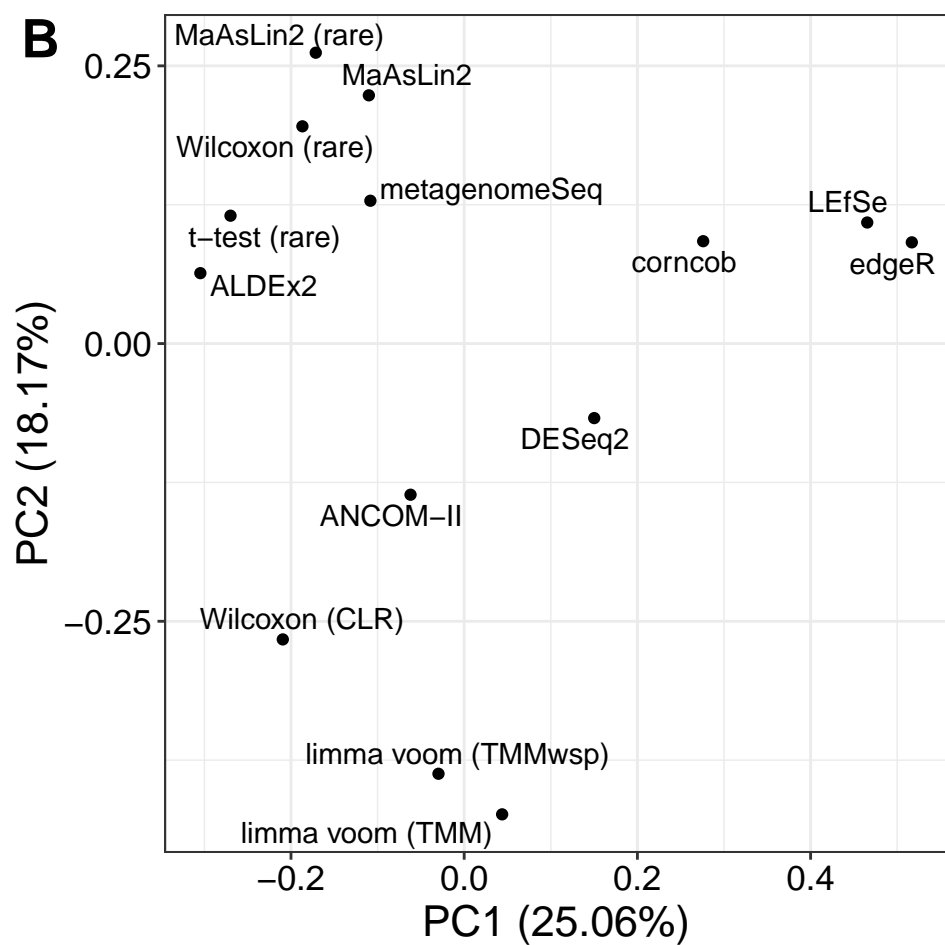 B
MaAsLin2 (rare)
0.25
MaAsLin2
Wilcoxon (rare)
metagenomeSeq
LEfSe
t−test (rare)
corncob
edgeR
ALDEx2
0.00
DESeq2
ANCOM−II
Wilcoxon (CLR)
−0.25
limma voom (TMMwsp)
limma voom (TMM)
−0.2
0.0
0.2
0.4
PC1 (25.06%)
PC2 (18.17%)